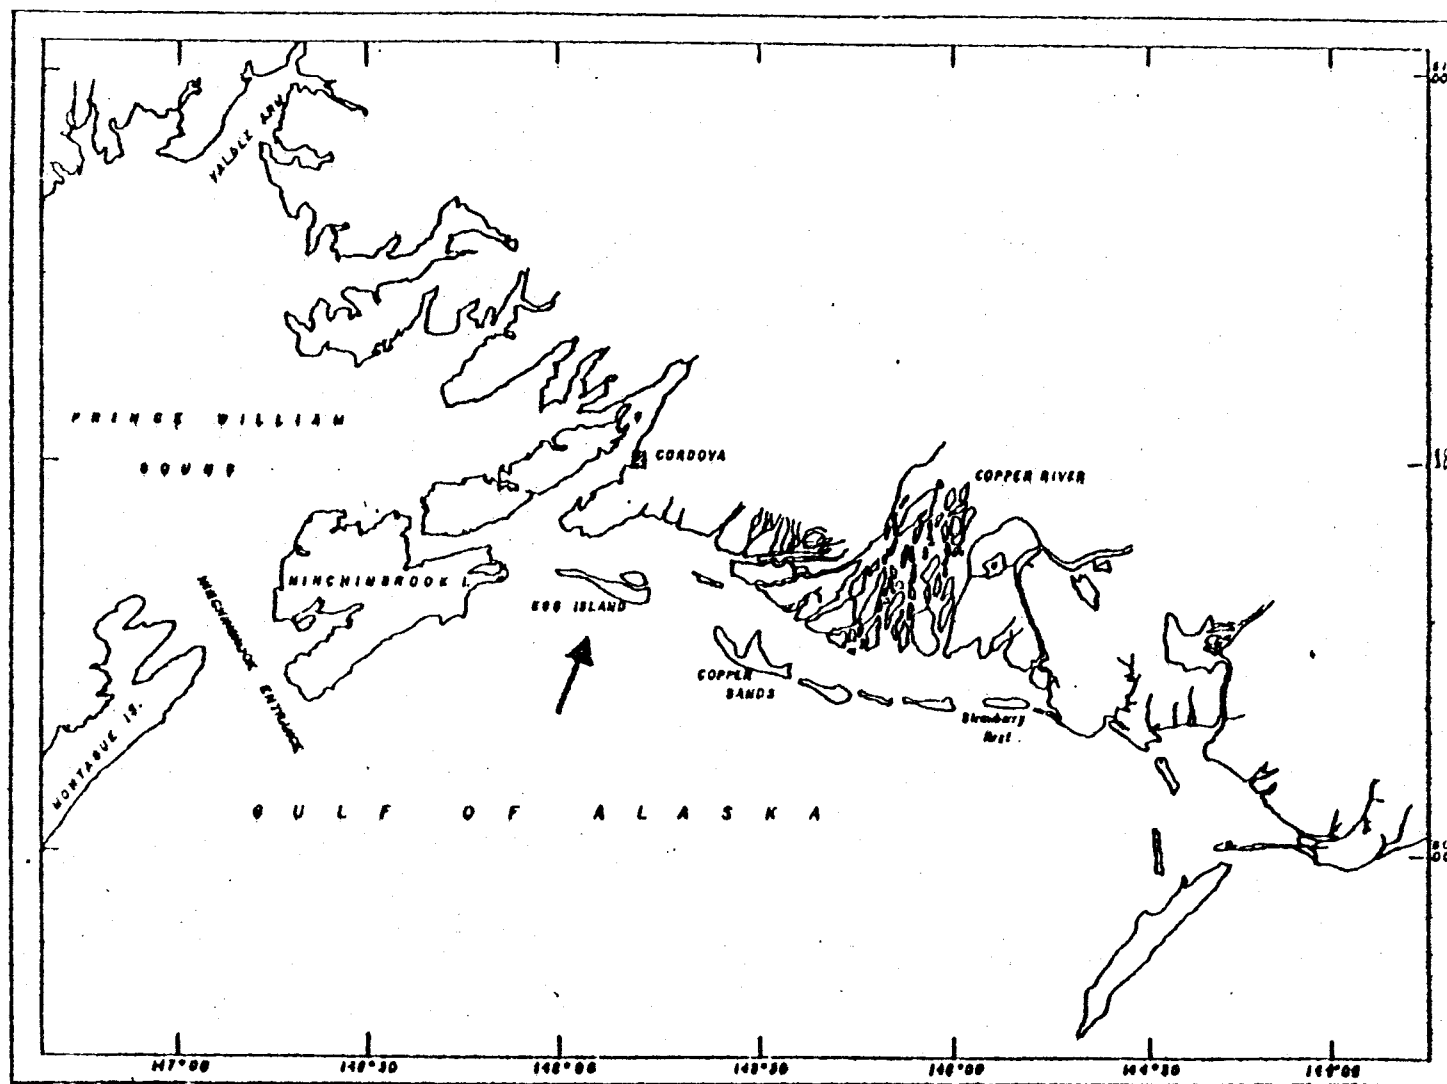 VALDEZ ARM
PRINCE WILLIAM
SOUND
CORDOVA
COPPER RIVER
HINCHINBROOK I.
EGG ISLAND
HINCHINBROOK ENTRANCE
COPPER
SANDS
MONTAGUE IS.
Strawberry
GULF OF ALASKA
147°00
146°30
146°00
145°30
145°00
144°30
144°00